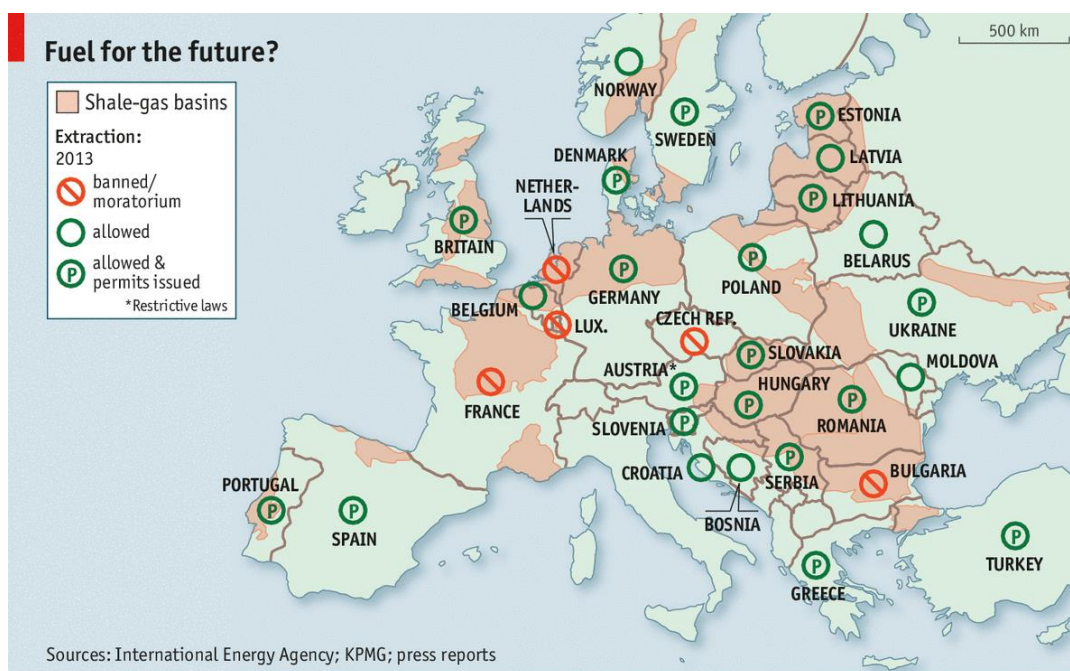 Fuel for the future?
500 km
Shale-gas basins
Extraction:
2013
banned/
moratorium
allowed
P
allowed &
permits issued
*Restrictive laws
NORWAY
P
SWEDEN
P
ESTONIA
LATVIA
P
LITHUANIA
DENMARK
P
NETHER-
LANDS
P
BRITAIN
BELARUS
BELGIUM
P
GERMANY
P
POLAND
LUX.
CZECH REP.
P
UKRAINE
P
SLOVAKIA
MOLDOVA
AUSTRIA*
P
HUNGARY
P
FRANCE
P
ROMANIA
SLOVENIA
P
CROATIA
BOSNIA
P
SERBIA
BULGARIA
PORTUGAL
P
P
SPAIN
P
GREECE
P
TURKEY
Sources: International Energy Agency; KPMG; press reports